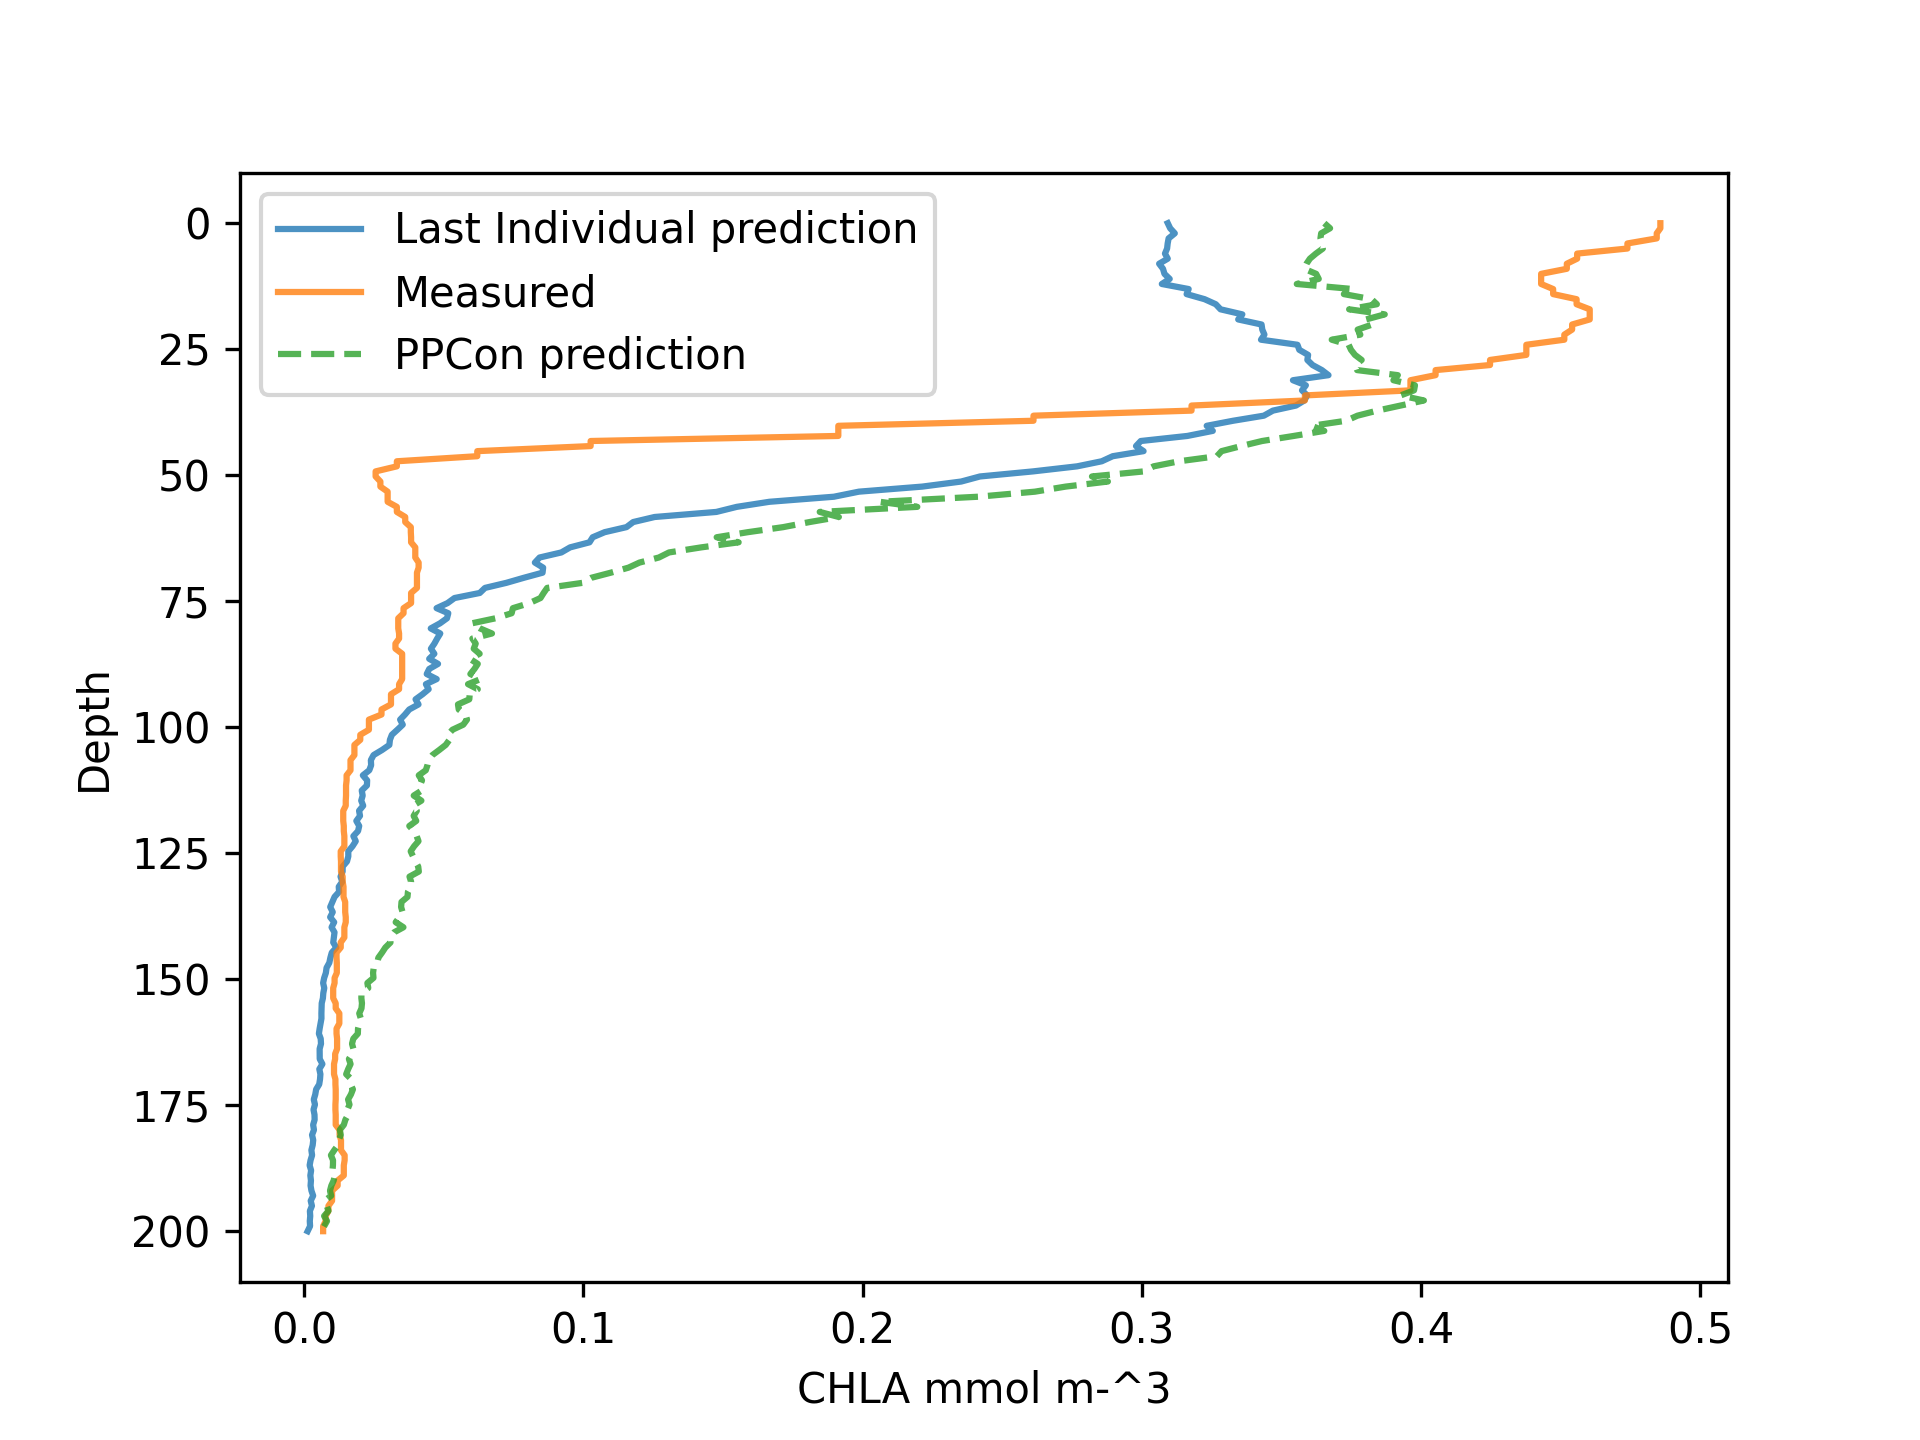 Last Individual prediction
Measured
PPCon prediction
0
25
50
75
100
125
150
175
200
Depth
0.0 0.1 0.2 0.3 0.4 0.5
CHLA mmol m-^3